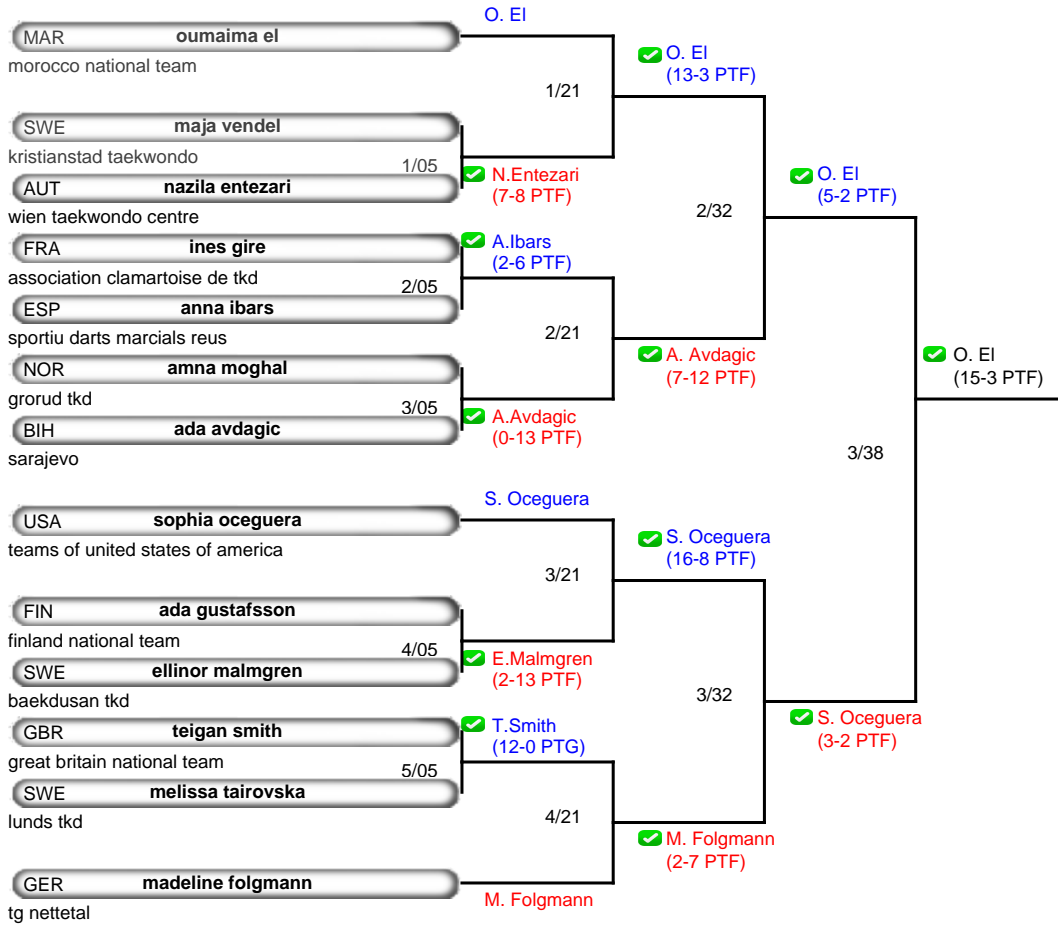 O. El
MAR oumaima el
morocco national team
O. El
(13-3 PTF)
1/21
SWE maja vendel
kristianstad taekwondo
1/05
N.Entezari
(7-8 PTF)
AUT nazila entezari
wien taekwondo centre
O. El
(5-2 PTF)
2/32
FRA ines gire
association clamartoise de tkd
A.Ibars
(2-6 PTF)
2/05
ESP anna ibars
sportiu darts marcials reus
2/21
A. Avdagic
(7-12 PTF)
O. El
(15-3 PTF)
NOR amna moghal
grorud tkd
3/05
A.Avdagic
(0-13 PTF)
BIH ada avdagic
sarajevo
3/38
S. Oceguera
USA sophia oceguera
teams of united states of america
S. Oceguera
(16-8 PTF)
3/21
FIN ada gustafsson
finland national team
4/05
E.Malmgren
(2-13 PTF)
SWE ellinor malmgren
baekdusan tkd
3/32
S. Oceguera
(3-2 PTF)
GBR teigan smith
great britain national team
T.Smith
(12-0 PTG)
5/05
SWE melissa tairovska
lunds tkd
4/21
M. Folgmann
(2-7 PTF)
GER madeline folgmann
tg nettetal
M. Folgmann